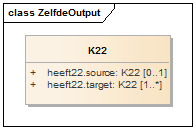 class ZelfdeOutput
K22
+ heeft22.source: K22 [0..1]
+ heeft22.target: K22 [1..*]